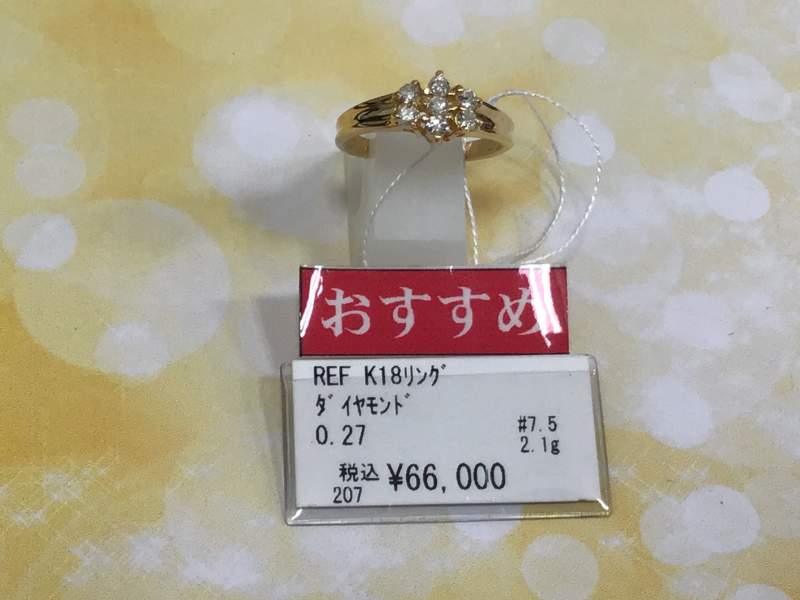 おすすめ
REF K18ﾘﾝｸﾞ
ﾀﾞｲﾔﾓﾝﾄﾞ
0.27 #7.5
2.1g
税込 ¥66,000
207